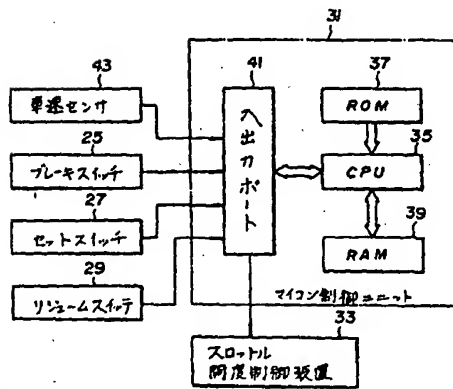 31
43
車速センサ
25
ブレーキスイッチ
27
セットスイッチ
29
リジュームスイッチ
41
入出力ポート
37
ROM
35
CPU
RAM
39
マイコン制御ユニット
33
スロットル
開度制御装置